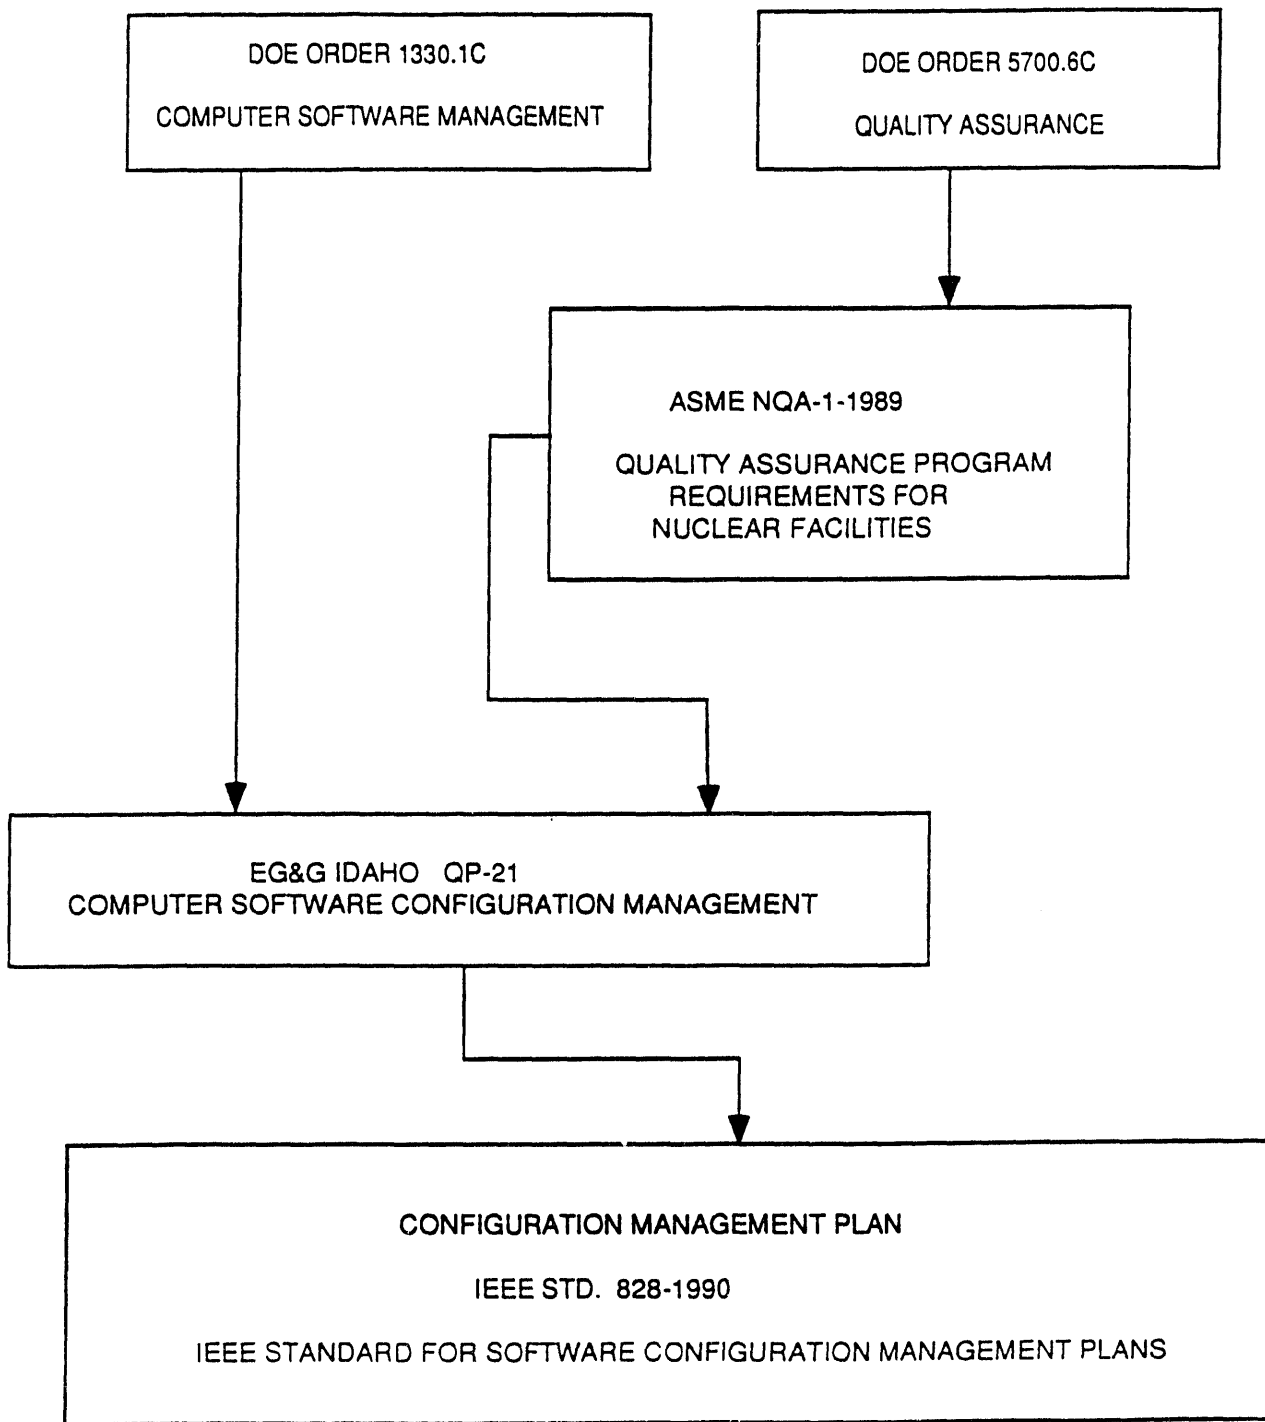 DOE ORDER 1330.1C
COMPUTER SOFTWARE MANAGEMENT
DOE ORDER 5700.6C
QUALITY ASSURANCE
ASME NQA-1-1989
QUALITY ASSURANCE PROGRAM
REQUIREMENTS FOR
NUCLEAR FACILITIES
EG&G IDAHO QP-21
COMPUTER SOFTWARE CONFIGURATION MANAGEMENT
CONFIGURATION MANAGEMENT PLAN
IEEE STD. 828-1990
IEEE STANDARD FOR SOFTWARE CONFIGURATION MANAGEMENT PLANS